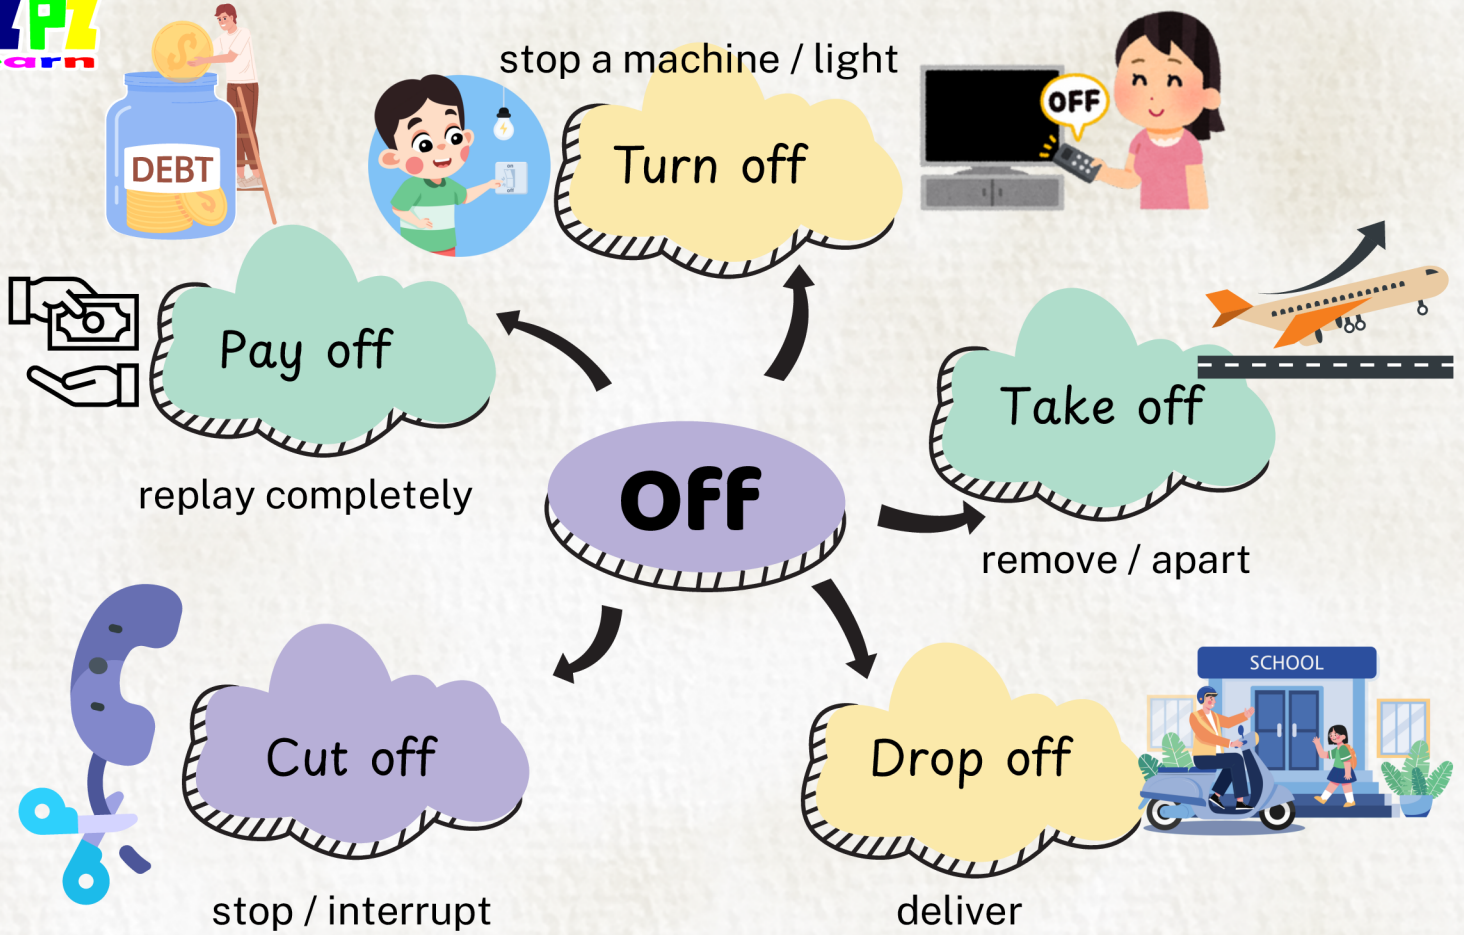 stop a machine / light
Turn off
OFF
DEBT
Pay off
replay completely
Take off
remove / apart
OFF
Cut off
stop / interrupt
Drop off
deliver
SCHOOL